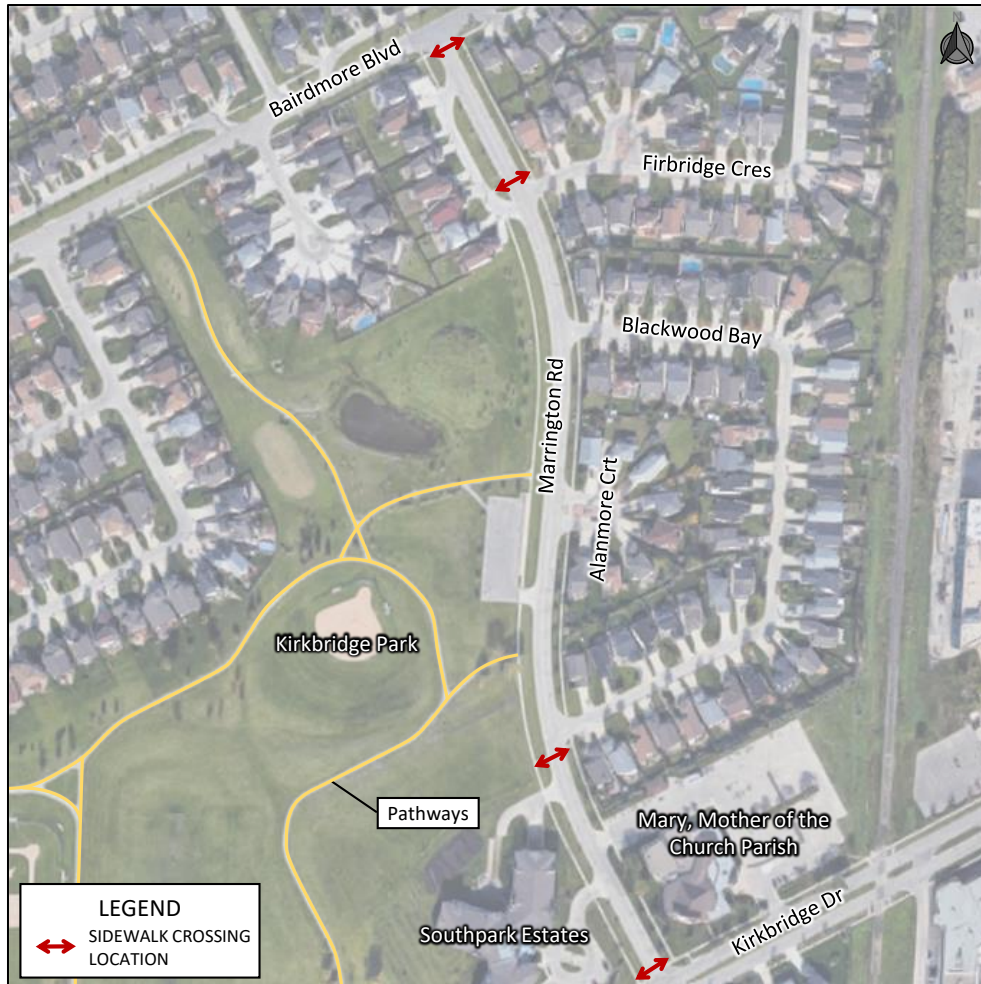 Bairdmore Blvd
Firbridge Cres
Blackwood Bay
Marrington Rd
Alanmore Crt
Kirkbridge Park
Pathways
Mary, Mother of the
Church Parish
Kirkbridge Dr
Southpark Estates
LEGEND
SIDEWALK CROSSING
LOCATION